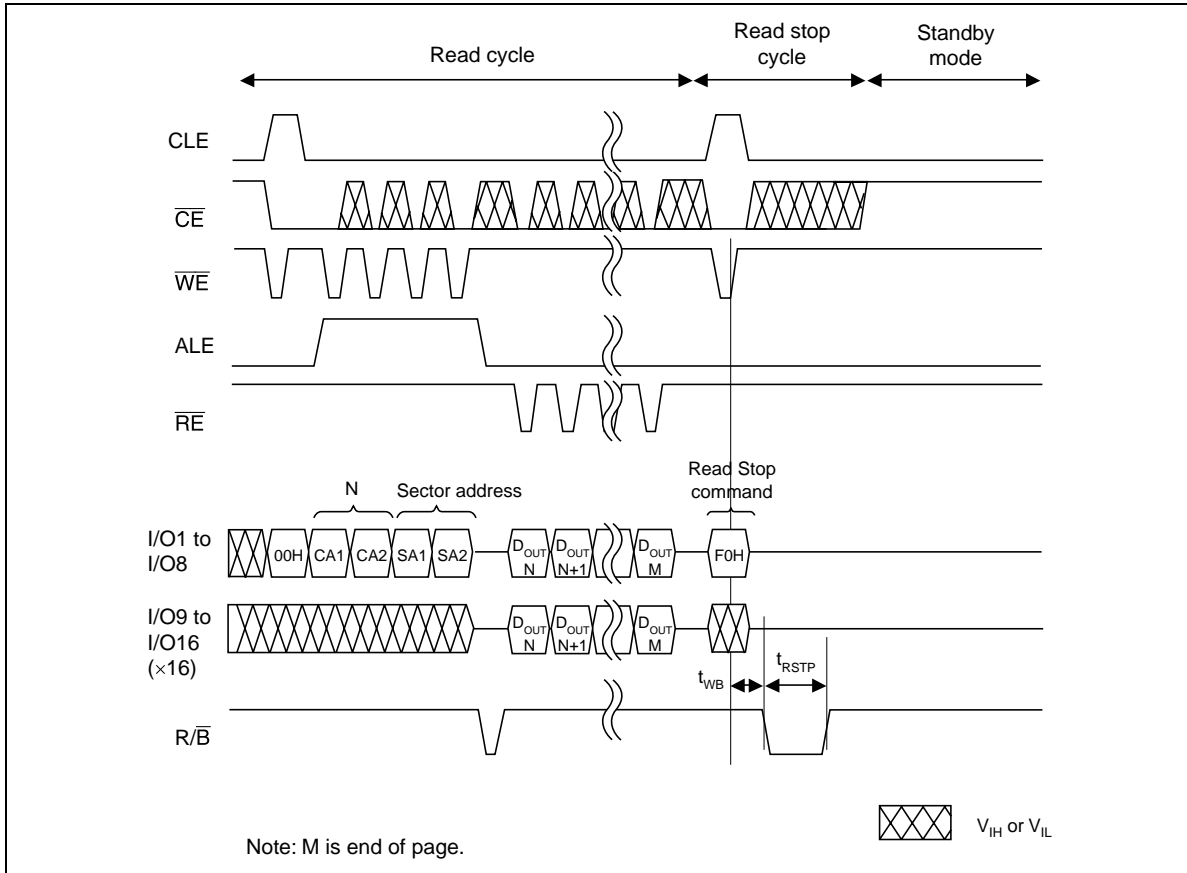 Read cycle
Read stop
cycle
Standby
mode
CLE
CE
WE
ALE
RE
Read Stop
command
N
Sector address
I/O1 to
I/O8
00H CA1 CA2 SA1 SA2 DOUT N DOUT N+1 DOUT M F0H
I/O9 to
I/O16
(×16)
DOUT N DOUT N+1 DOUT M
tWB
tRSTP
R/B
VIH or VIL
Note: M is end of page.